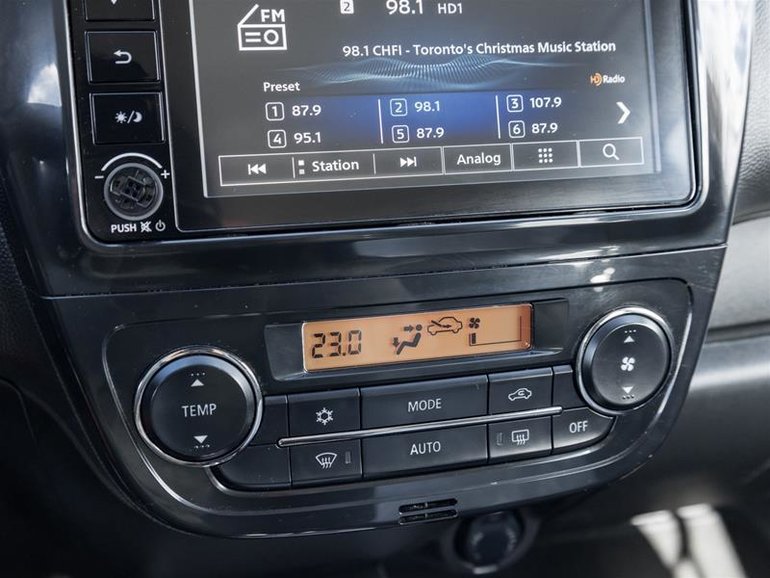 FM
2 98.1 HD1
98.1 CHFI - Toronto's Christmas Music Station
HD Radio
Preset
1 87.9 2 98.1 3 107.9
4 95.1 5 87.9 6 87.9
Station Analog
- +
PUSH
23.0
TEMP
MODE
AUTO
OFF